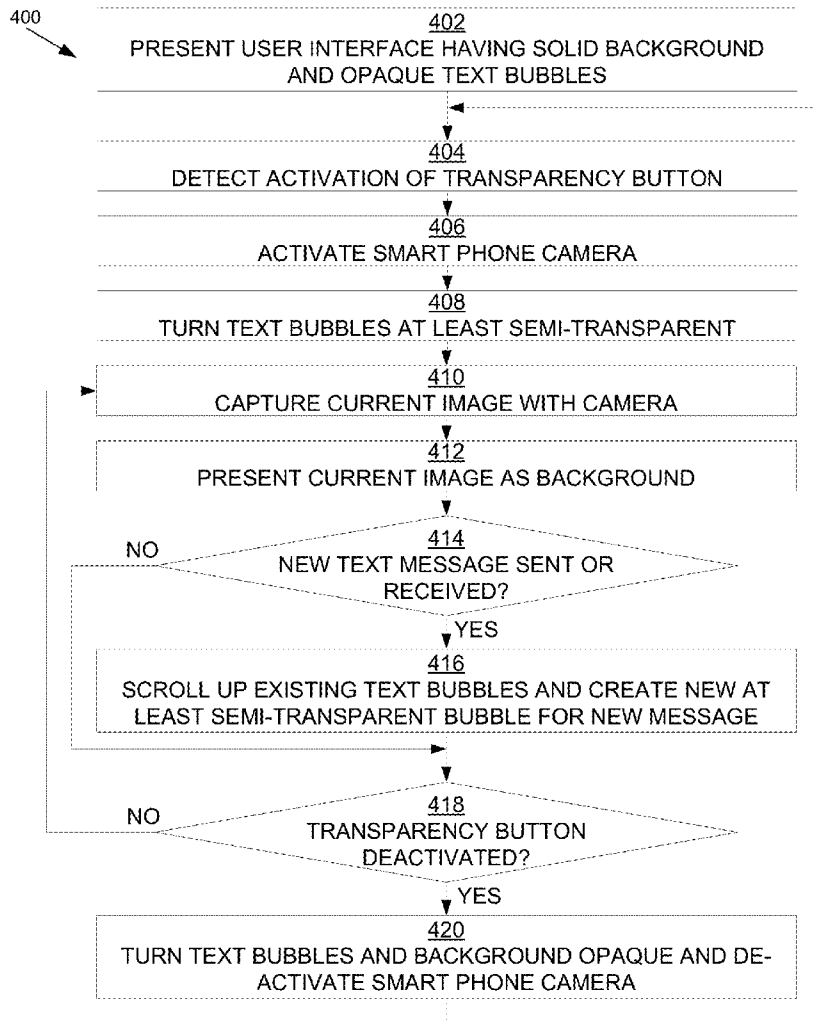 400
402
PRESENT USER INTERFACE HAVING SOLID BACKGROUND
AND OPAQUE TEXT BUBBLES
404
DETECT ACTIVATION OF TRANSPARENCY BUTTON
406
ACTIVATE SMART PHONE CAMERA
408
TURN TEXT BUBBLES AT LEAST SEMI-TRANSPARENT
410
CAPTURE CURRENT IMAGE WITH CAMERA
412
PRESENT CURRENT IMAGE AS BACKGROUND
NO
414
NEW TEXT MESSAGE SENT OR
RECEIVED?
YES
416
SCROLL UP EXISTING TEXT BUBBLES AND CREATE NEW AT
LEAST SEMI-TRANSPARENT BUBBLE FOR NEW MESSAGE
NO
418
TRANSPARENCY BUTTON
DEACTIVATED?
YES
420
TURN TEXT BUBBLES AND BACKGROUND OPAQUE AND DE-
ACTIVATE SMART PHONE CAMERA